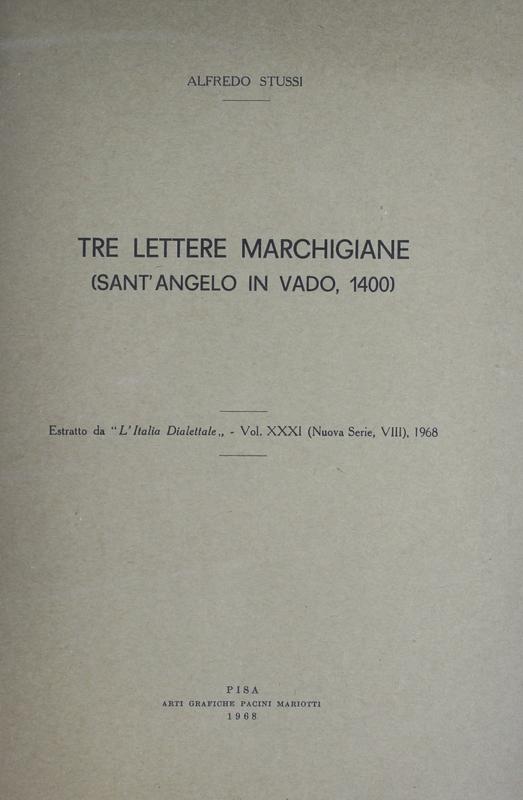 ALFREDO STUSSI
TRE LETTERE MARCHIGIANE
(SANT'ANGELO IN VADO, 1400)
Estratto da "L'Italia Dialettale„ - Vol. XXXI (Nuova Serie, VIII), 1968
PISA
ARTI GRAFICHE PACINI MARIOTTI
1968